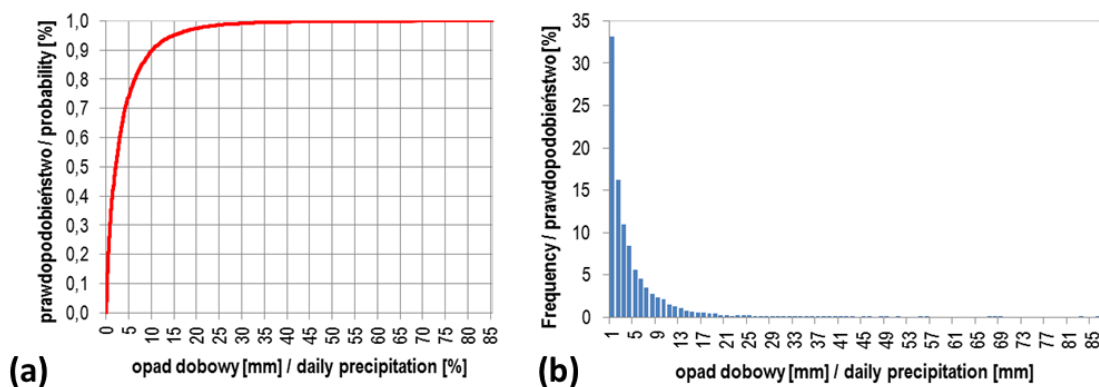 prawdopodobieństwo / probability [%]
1,0
0,9
0,8
0,7
0,6
0,5
0,4
0,3
0,2
0,1
0,0
0 5 10 15 20 25 30 35 40 45 50 55 60 65 70 75 80 85
opad dobowy [mm] / daily precipitation [%]
(a)
Frequency / prawdopodobieństwo [%]
35
30
25
20
15
10
5
0
1 5 9 13 17 21 25 29 33 37 41 45 49 53 57 61 65 69 73 77 81 85
opad dobowy [mm] / daily precipitation [mm]
(b)